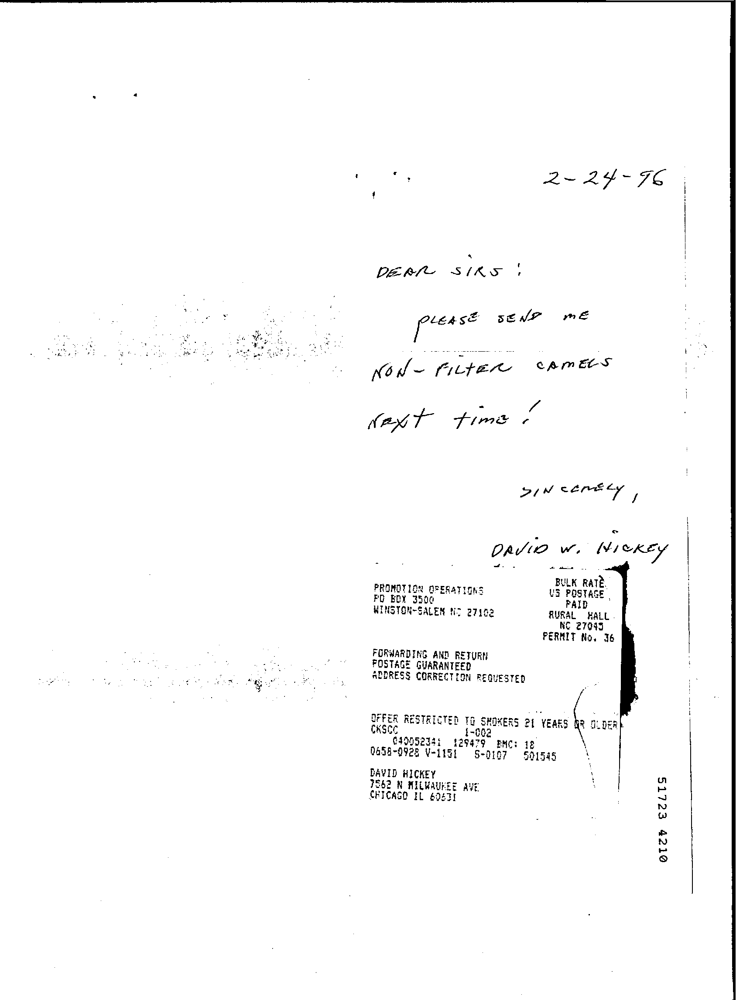 2-24-96
DEAR SIRS:
PLEASE SEND ME
NON-FILTER CAMELS
NEXT time!
SINCERELY,
DAVID W. HICKEY
PROMOTION OPERATIONS
PO BOX 3500
WINSTON-SALEM NC 27102
BULK RATE
US POSTAGE
PAID
RURAL HALL
NC 27045
PERMIT No. 36
FORWARDING AND RETURN
POSTAGE GUARANTEED
ADDRESS CORRECTION REQUESTED
OFFER RESTRICTED TO SMOKERS 21 YEARS OR OLDER
CKSCC 1-002
040052341 129479 BMC: 18
0658-0928 V-1151 S-0107 501545
DAVID HICKEY
7562 N MILWAUKEE AVE
CHICAGO IL 60631
51723 4210